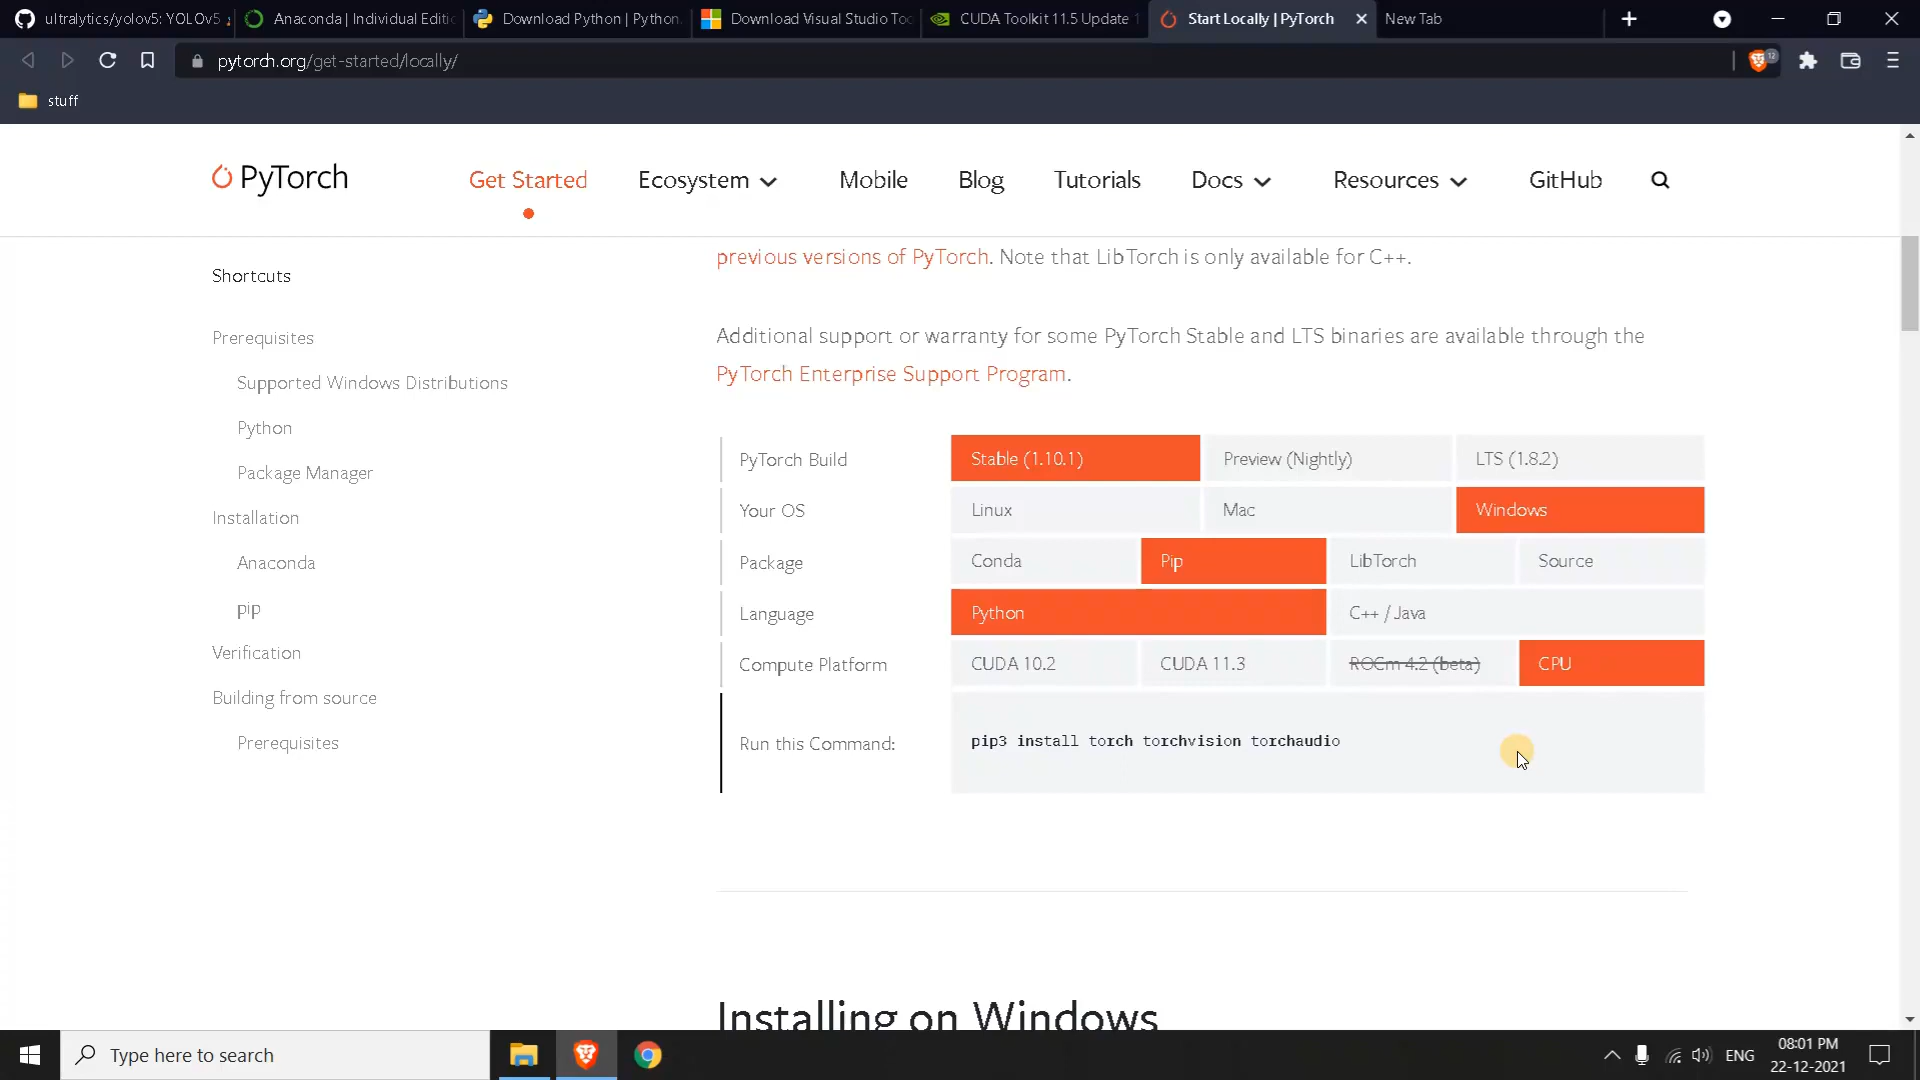 ultralytics/yolov5: YOLOv5
Anaconda | Individual Editic
Download Python | Python.
Download Visual Studio Too
CUDA Toolkit 11.5 Update 1
Start Locally | PyTorch
New Tab
pytorch.org/get-started/locally/
12
stuff
PyTorch
Get Started
Ecosystem
Mobile
Blog
Tutorials
Docs
Resources
GitHub
Shortcuts
Prerequisites
Supported Windows Distributions
Python
Package Manager
Installation
Anaconda
pip
Verification
Building from source
Prerequisites
previous versions of PyTorch. Note that LibTorch is only available for C++.
Additional support or warranty for some PyTorch Stable and LTS binaries are available through the
PyTorch Enterprise Support Program.
PyTorch Build
Stable (1.10.1)
Preview (Nightly)
LTS (1.8.2)
Your OS
Linux
Mac
Windows
Package
Conda
Pip
LibTorch
Source
Language
Python
C++ / Java
Compute Platform
CUDA 10.2
CUDA 11.3
ROCm 4.2 (beta)
CPU
Run this Command:
pip3 install torch torchvision torchaudio
Installing on Windows
Type here to search
ENG
08:01 PM
22-12-2021